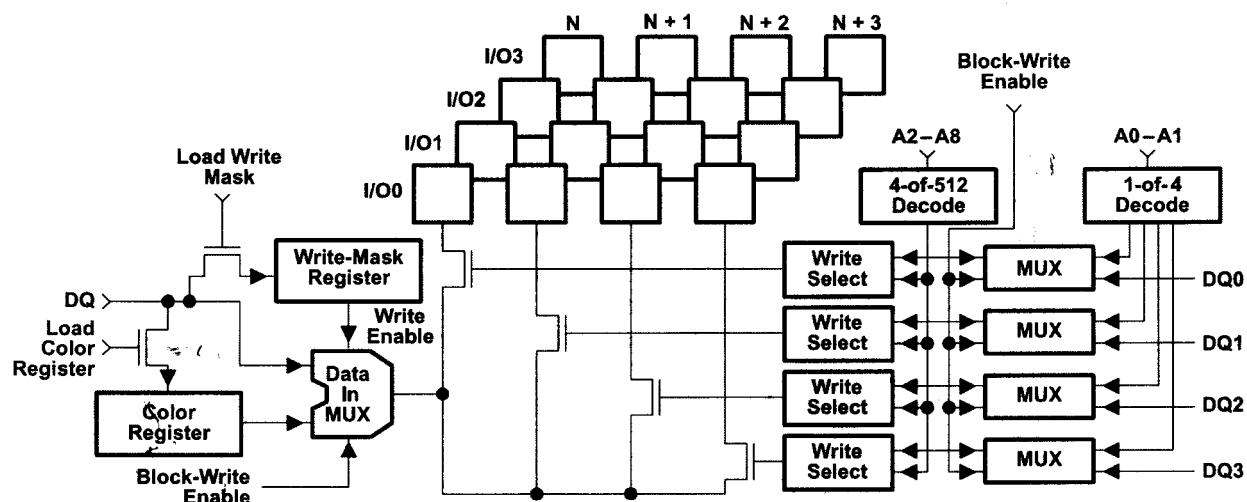 N
N + 1
N + 2
N + 3
I/O3
I/O2
I/O1
I/O0
Block-Write
Enable
A2–A8
A0–A1
4-of-512
Decode
1-of-4
Decode
Load Write
Mask
Write-Mask
Register
DQ
Load
Color
Register
Write
Enable
Data
In
MUX
Color
Register
Block-Write
Enable
Write
Select
MUX
DQ0
Write
Select
MUX
DQ1
Write
Select
MUX
DQ2
Write
Select
MUX
DQ3